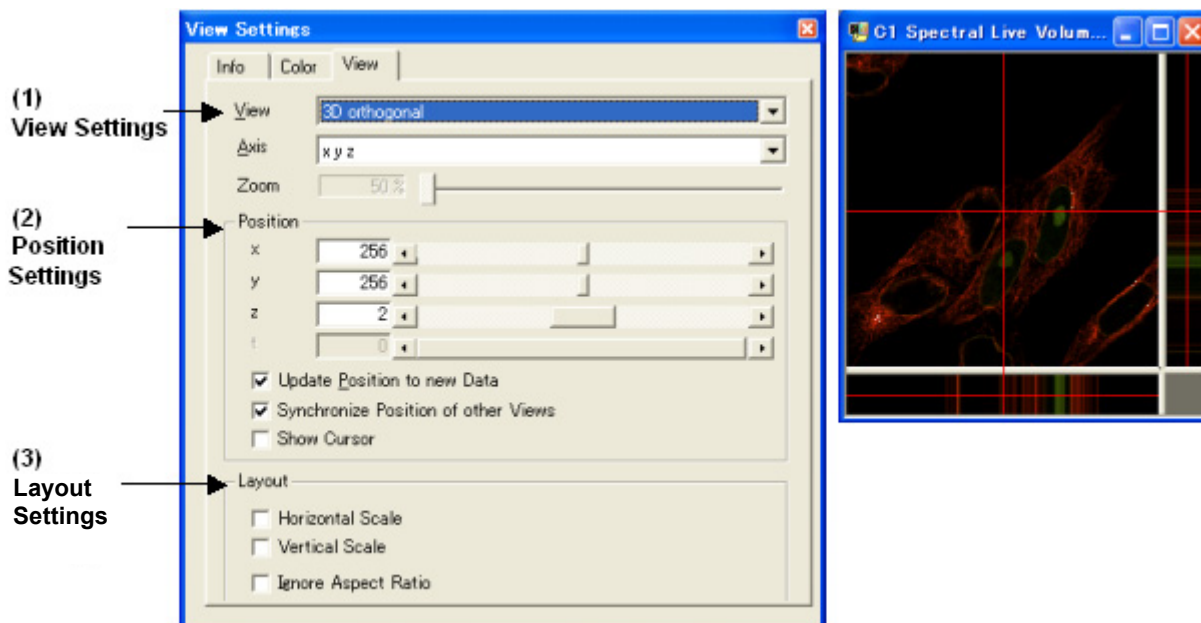 View Settings
Info Color View
(1)
View Settings
View 3D orthogonal
Axis x y z
Zoom 50 %
(2)
Position
Settings
Position
x 256
y 256
z 2
t 0
Update Position to new Data
Synchronize Position of other Views
Show Cursor
(3)
Layout
Settings
Layout
Horizontal Scale
Vertical Scale
Ignore Aspect Ratio
C1 Spectral Live Volum...